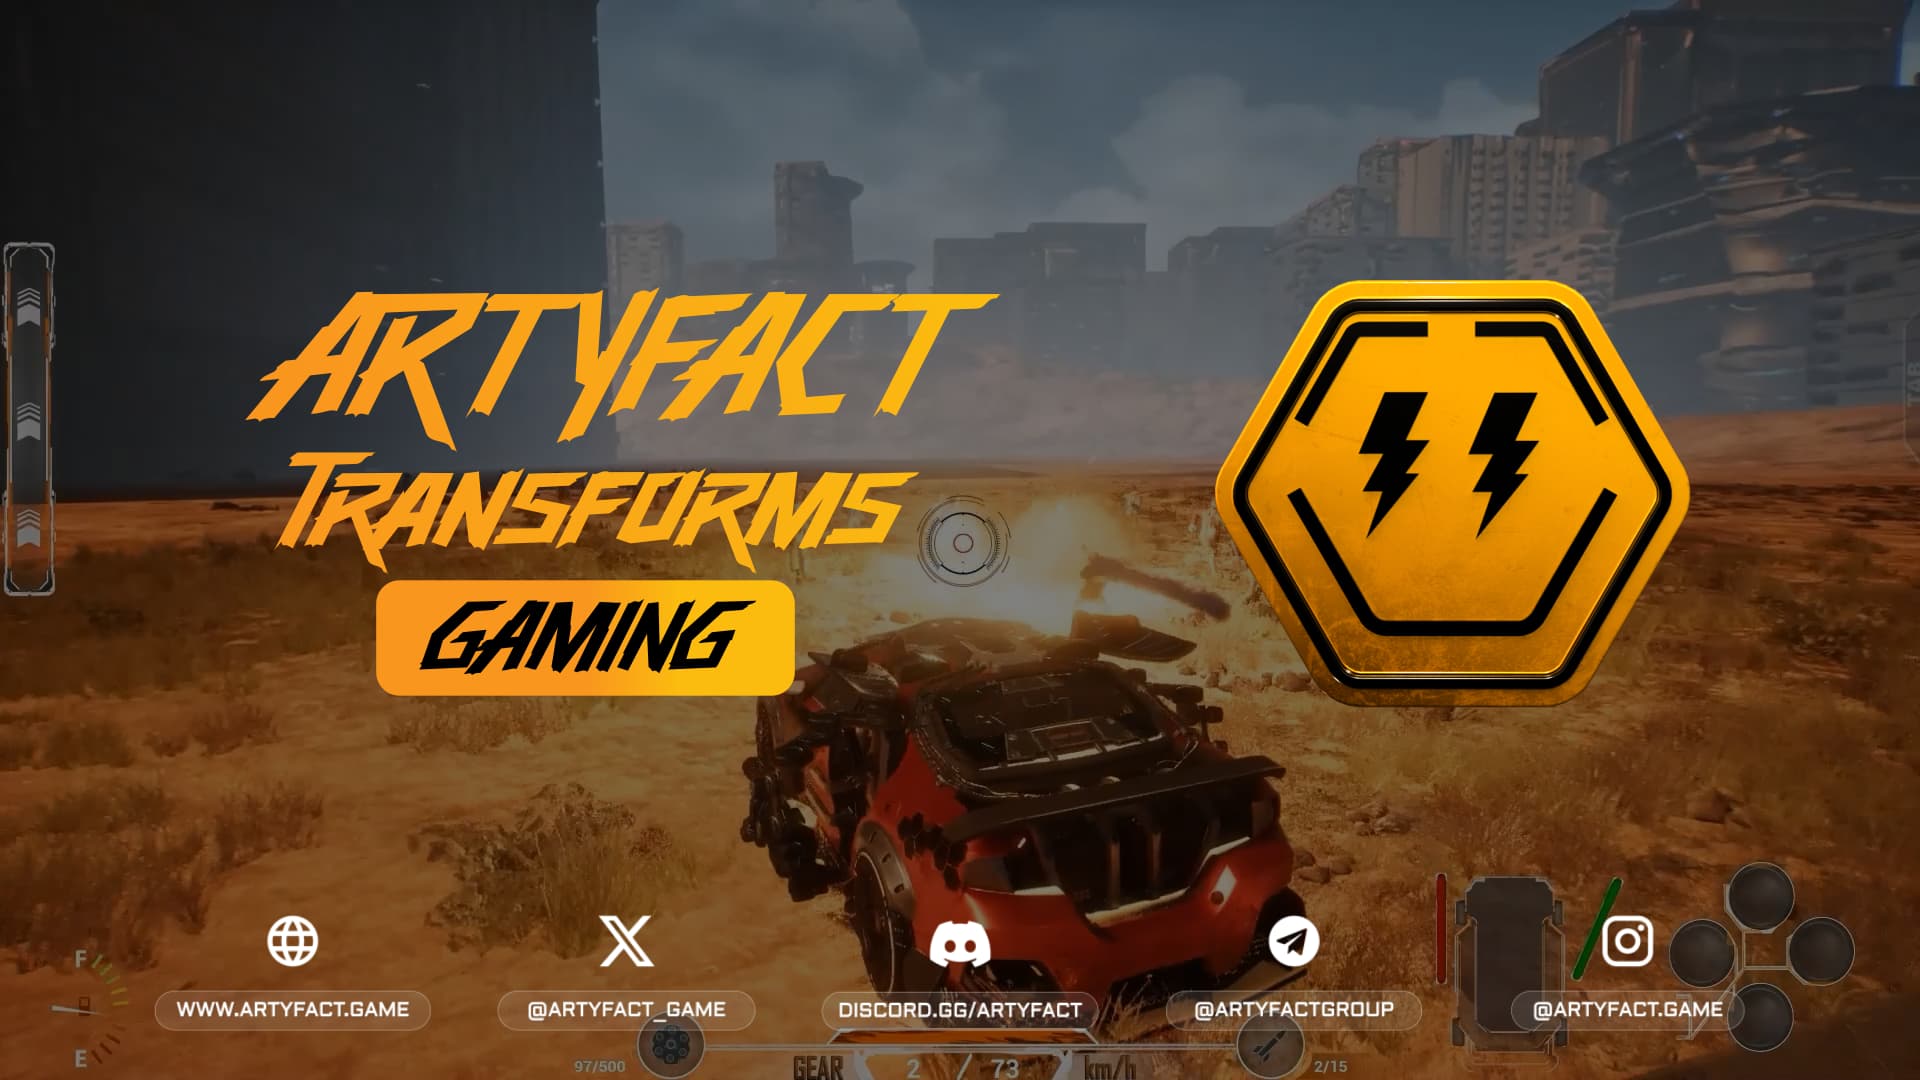 ARTYFACT
TRANSFORMS
GAMING
TAB
F
E
WWW.ARTYFACT.GAME
@ARTYFACT_GAME
DISCORD.GG/ARTYFACT
@ARTYFACTGROUP
@ARTYFACT.GAME
97/500
GEAR 2 / 73 km/h
2/15